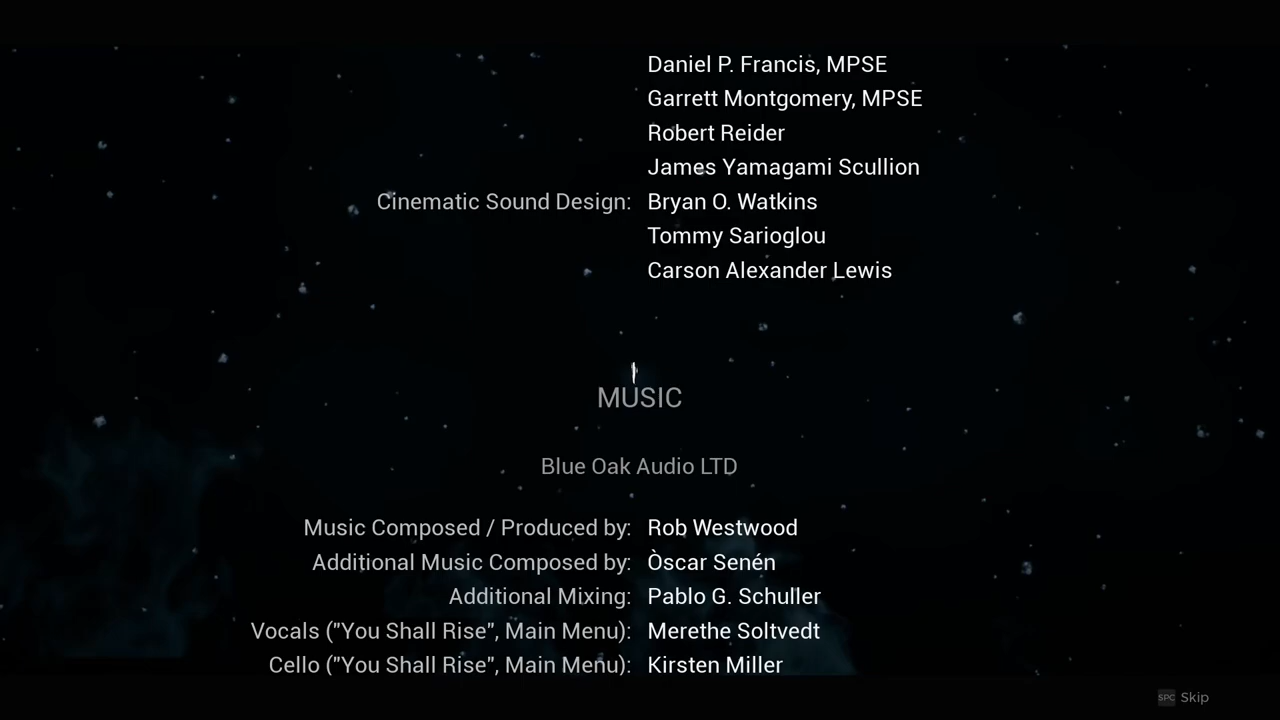 Daniel P. Francis, MPSE
Garrett Montgomery, MPSE
Robert Reider
James Yamagami Scullion
Cinematic Sound Design: Bryan O. Watkins
Tommy Sarioglou
Carson Alexander Lewis
MUSIC
Blue Oak Audio LTD
Music Composed / Produced by: Rob Westwood
Additional Music Composed by: Òscar Senén
Additional Mixing: Pablo G. Schuller
Vocals ("You Shall Rise", Main Menu): Merethe Soltvedt
Cello ("You Shall Rise", Main Menu): Kirsten Miller
SPC Skip